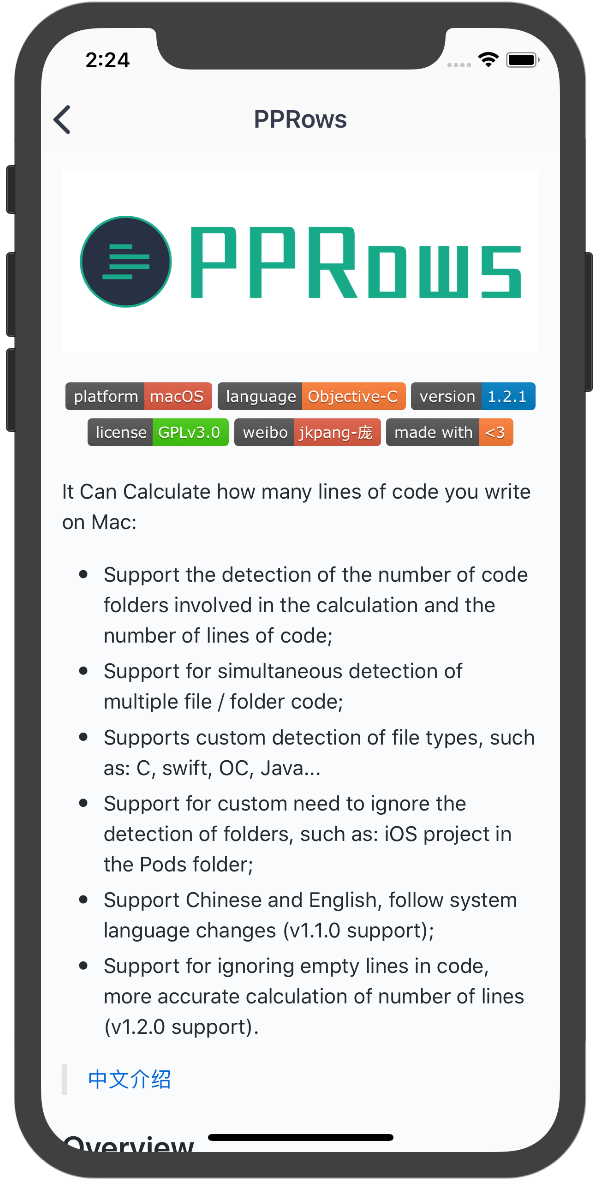 2:24
PPRows
PPRows
platform macOS language Objective-C version 1.2.1
license GPLv3.0 weibo jkpang-庞 made with <3
It Can Calculate how many lines of code you write
on Mac:
• Support the detection of the number of code
folders involved in the calculation and the
number of lines of code;
• Support for simultaneous detection of
multiple file / folder code;
• Supports custom detection of file types, such
as: C, swift, OC, Java...
• Support for custom need to ignore the
detection of folders, such as: iOS project in
the Pods folder;
• Support Chinese and English, follow system
language changes (v1.1.0 support);
• Support for ignoring empty lines in code,
more accurate calculation of number of lines
(v1.2.0 support).
中文介绍
Overview